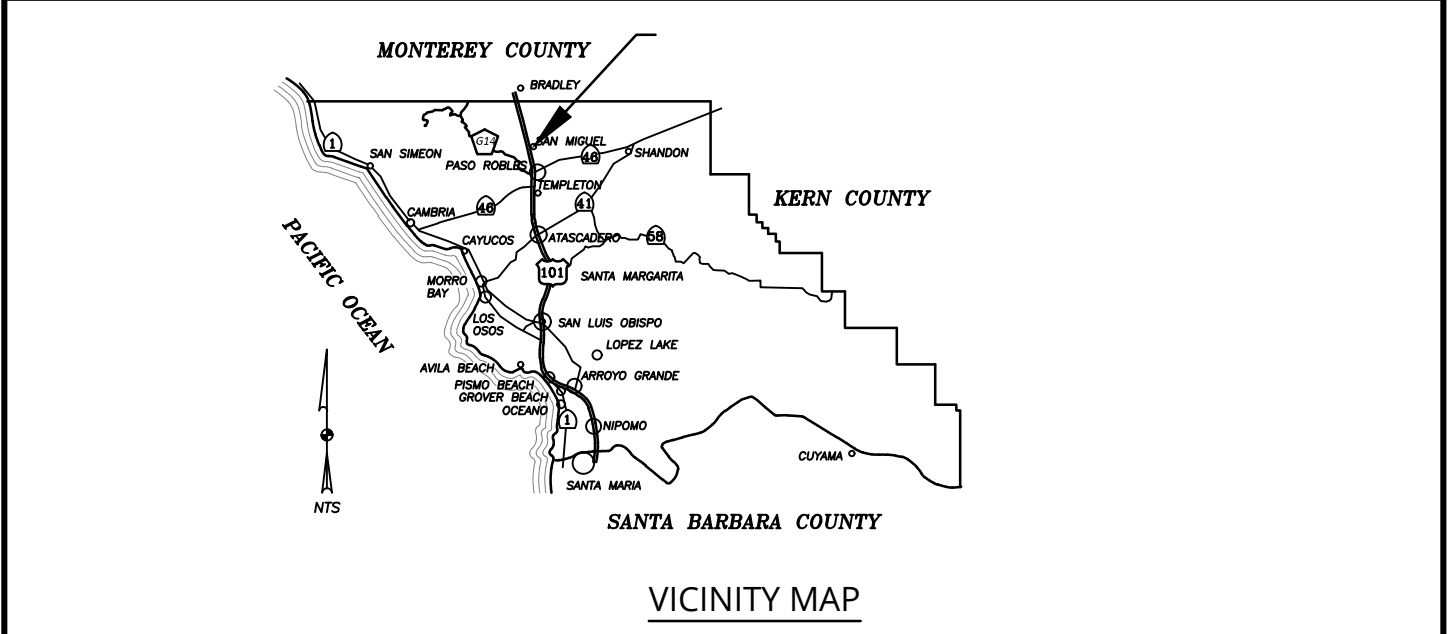 MONTEREY COUNTY
BRADLEY
1
G14
SAN MIGUEL
46
SAN SIMEON
PASO ROBLES
SHANDON
TEMPLETON
KERN COUNTY
46
41
CAMBRIA
PACIFIC OCEAN
CAYUCOS
ATASCADERO
58
101
SANTA MARGARITA
MORRO
BAY
LOS
OSOS
SAN LUIS OBISPO
LOPEZ LAKE
AVILA BEACH
ARROYO GRANDE
PISMO BEACH
GROVER BEACH
OCEANO
1
NIPOMO
CUYAMA
SANTA MARIA
NTS
SANTA BARBARA COUNTY
VICINITY MAP